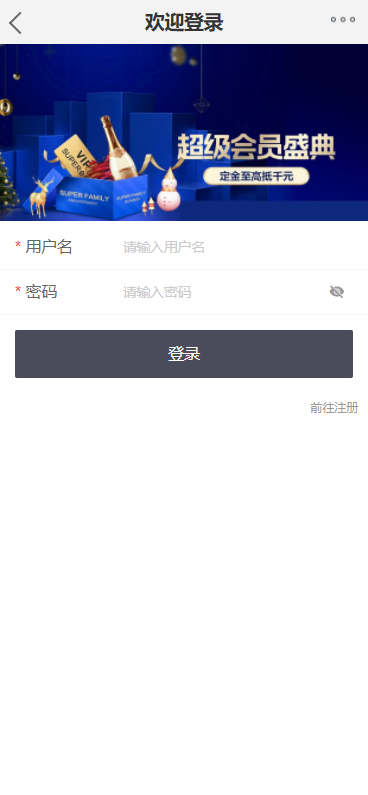 欢迎登录
超级会员盛典
定金至高抵千元
VIP
SUPER FAMILY
SUPER FAMILY
* 用户名
请输入用户名
* 密码
请输入密码
登录
前往注册